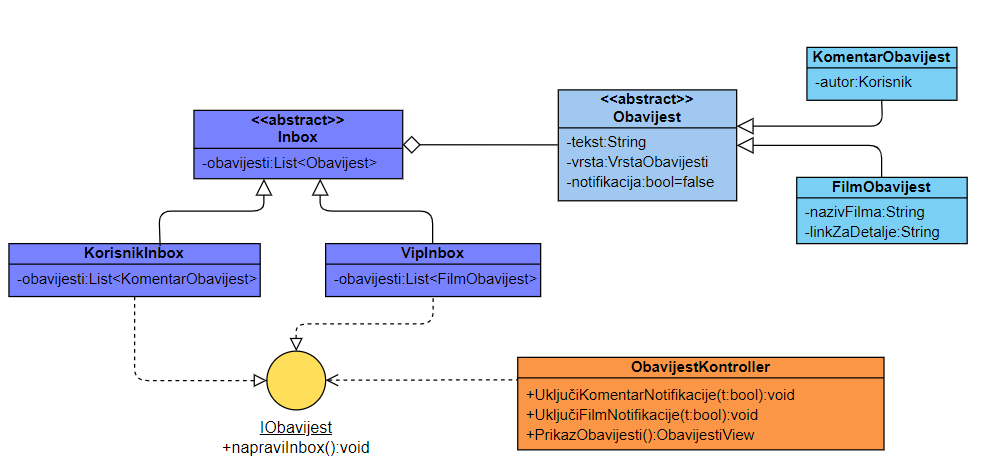 KomentarObavijest
-autor:Korisnik
<<abstract>>
Obavijest
-tekst:String
-vrsta:VrstaObavijesti
-notifikacija:bool=false
<<abstract>>
Inbox
-obavijesti:List<Obavijest>
FilmObavijest
-nazivFilma:String
-linkZaDetalje:String
KorisnikInbox
-obavijesti:List<KomentarObavijest>
VipInbox
-obavijesti:List<FilmObavijest>
ObavijestKontroller
+UključiKomentarNotifikacije(t:bool):void
+UključiFilmNotifikacije(t:bool):void
+PrikazObavijesti():ObavijestiView
IObavijest
+napraviInbox():void